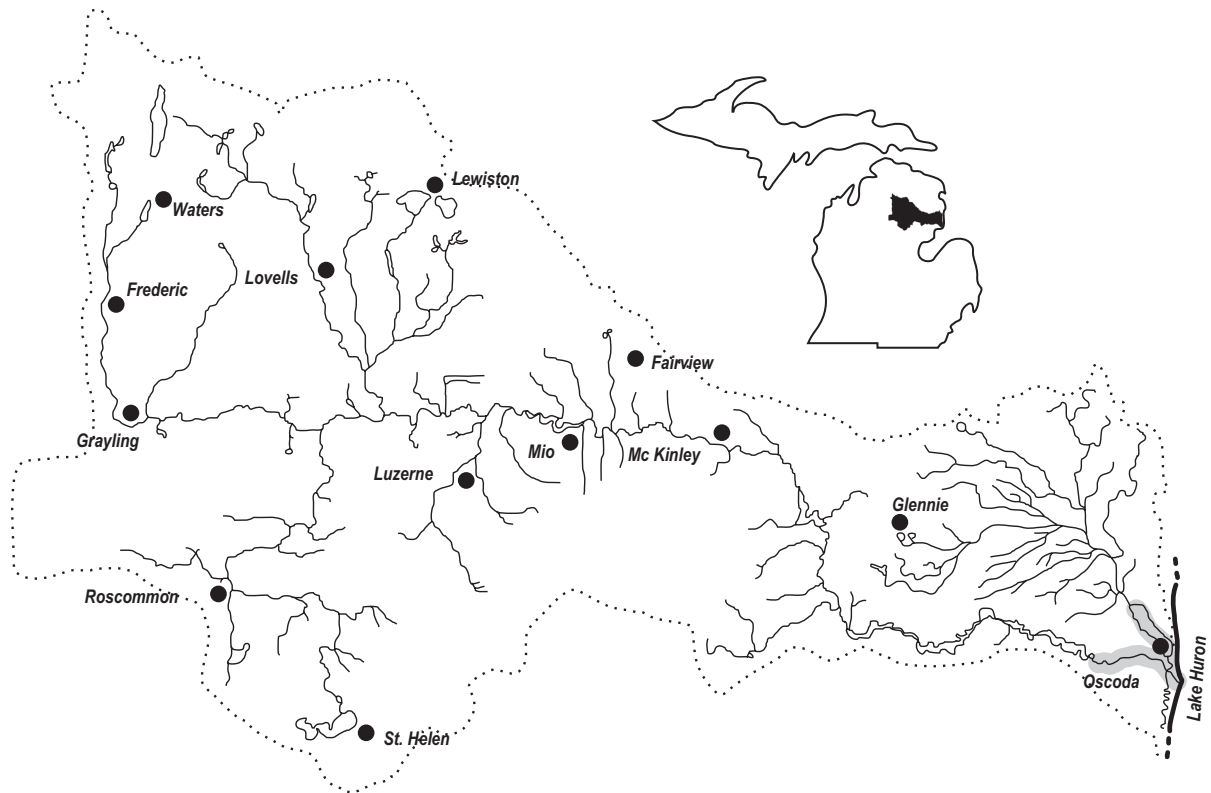 Lewiston
Waters
Lovells
Frederic
Fairview
Grayling
Mio
Mc Kinley
Luzerne
Glennie
Roscommon
Oscoda
Lake Huron
St. Helen